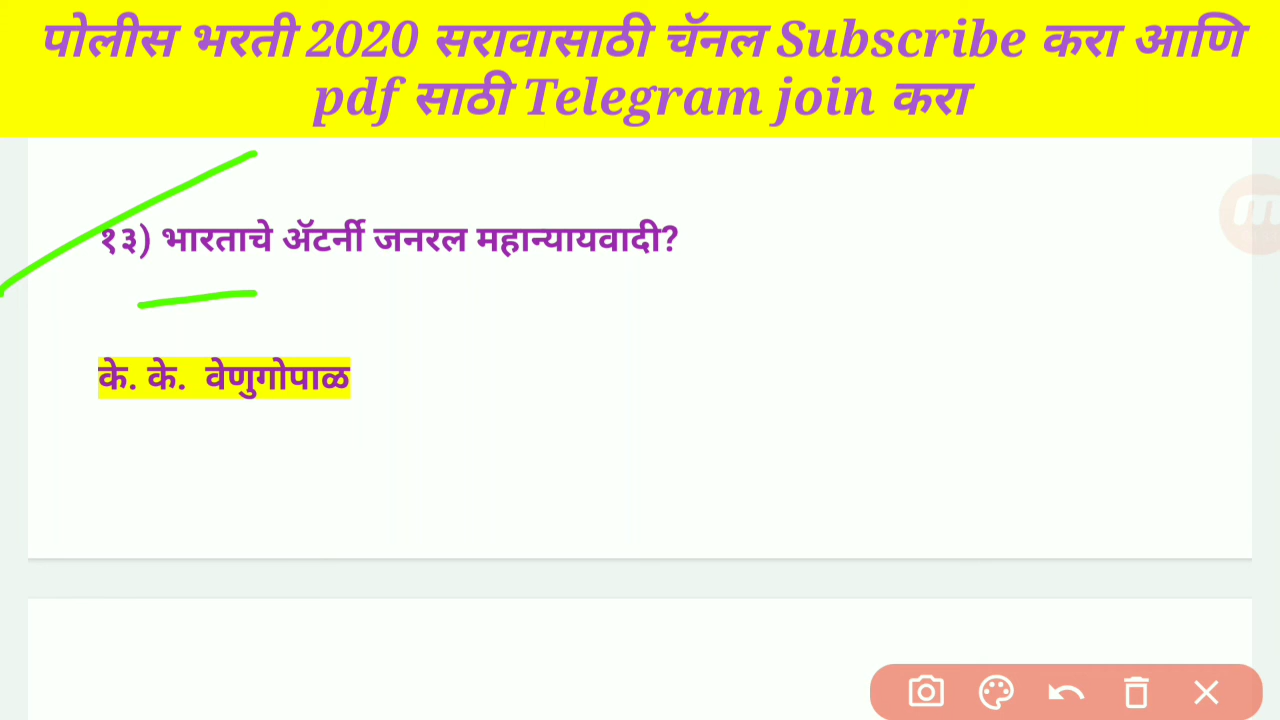 पोलीस भरती 2020 सरावासाठी चॅनल Subscribe करा आणि
pdf साठी Telegram join करा
१३) भारताचे ॲटर्नी जनरल महान्यायवादी?
के. के. वेणुगोपाळ